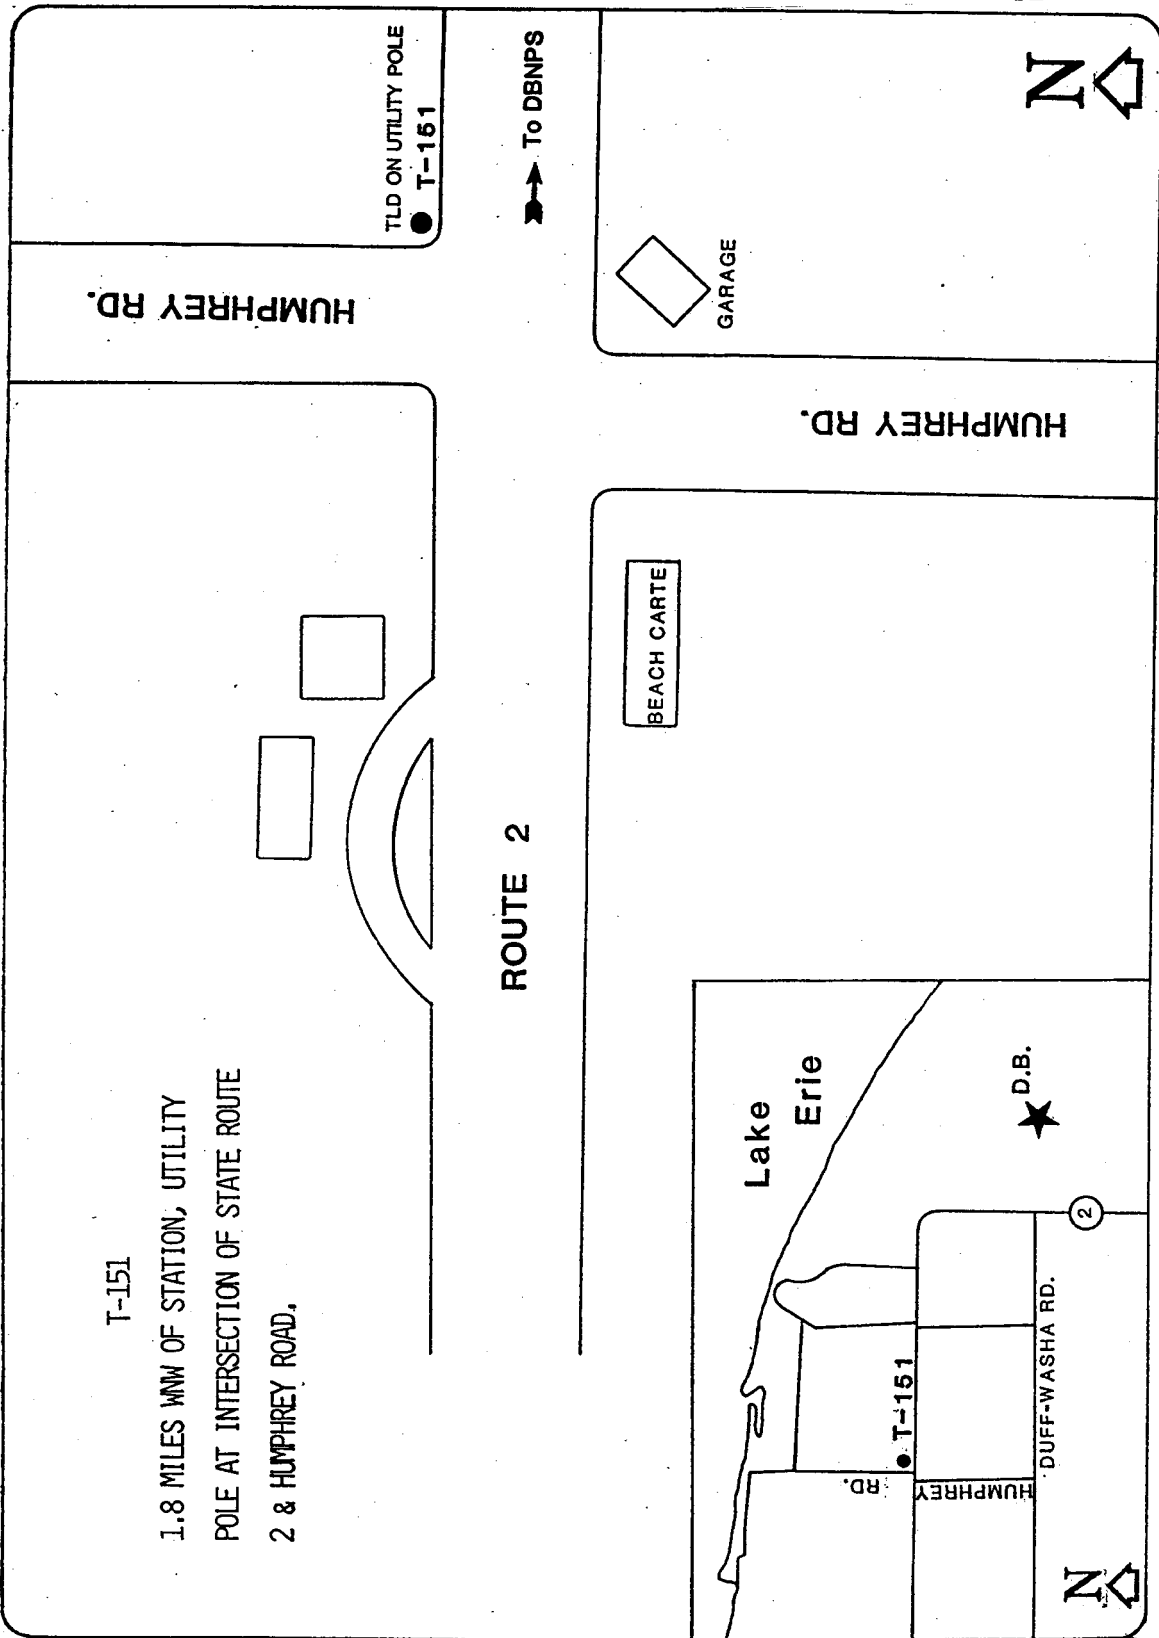 T-151
1.8 MILES WNW OF STATION, UTILITY
POLE AT INTERSECTION OF STATE ROUTE
2 & HUMPHREY ROAD.
HUMPHREY RD.
TLD ON UTILITY POLE
T-151
ROUTE 2
To DBNPS
BEACH CARTE
GARAGE
HUMPHREY RD.
N
Lake
Erie
D.B.
T-151
RD.
HUMPHREY
2
DUFF-WASHA RD.
N